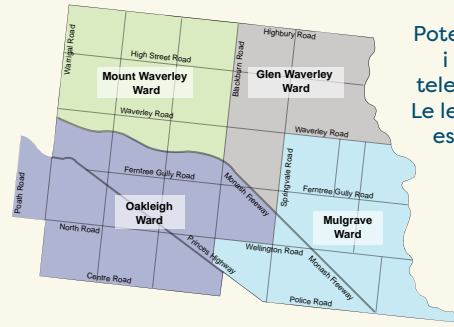 Highbury Road
Warrigal Road
High Street Road
Blackburn Road
Mount Waverley
Ward
Glen Waverley
Ward
Waverley Road
Waverley Road
Springvale Road
Ferntree Gully Road
Monash Freeway
Ferntree Gully Road
Poath Road
Oakleigh
Ward
Mulgrave
Ward
North Road
Princes Highway
Wellington Road
Monash Freeway
Centre Road
Police Road
Pote
i
tele
Le le
es